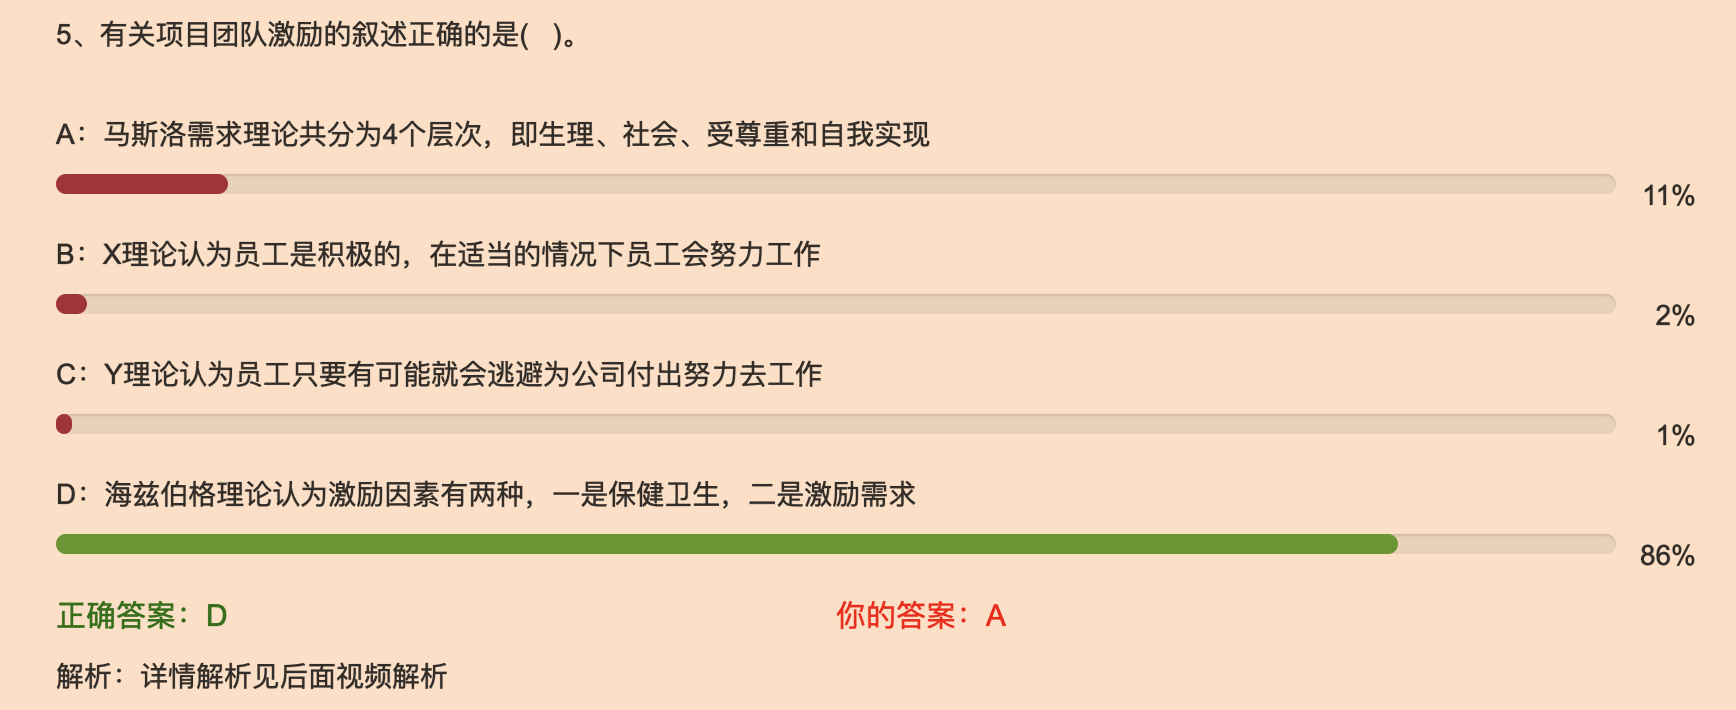 5、有关项目团队激励的叙述正确的是(   )。
A：马斯洛需求理论共分为4个层次，即生理、社会、受尊重和自我实现
11%
B：X理论认为员工是积极的，在适当的情况下员工会努力工作
2%
C：Y理论认为员工只要有可能就会逃避为公司付出努力去工作
1%
D：海兹伯格理论认为激励因素有两种，一是保健卫生，二是激励需求
86%
正确答案：D 你的答案：A
解析：详情解析见后面视频解析